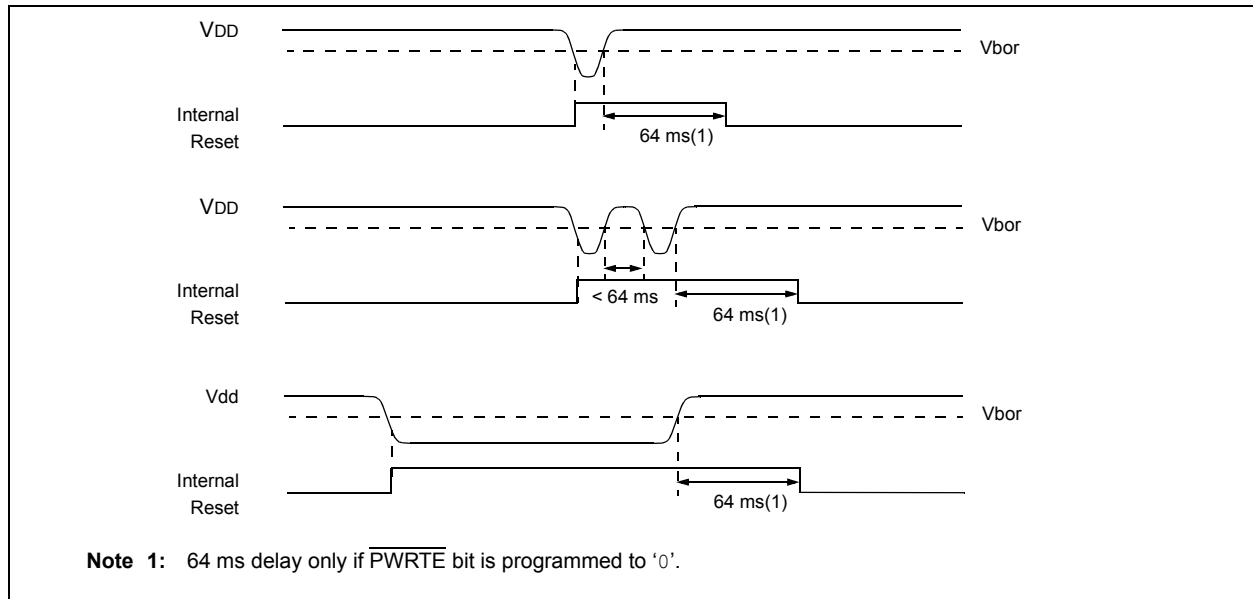 VDD
Vbor
Internal
Reset
64 ms(1)
VDD
Vbor
Internal
Reset
< 64 ms
64 ms(1)
Vdd
Vbor
Internal
Reset
64 ms(1)
Note 1: 64 ms delay only if PWRTE bit is programmed to ‘0’.